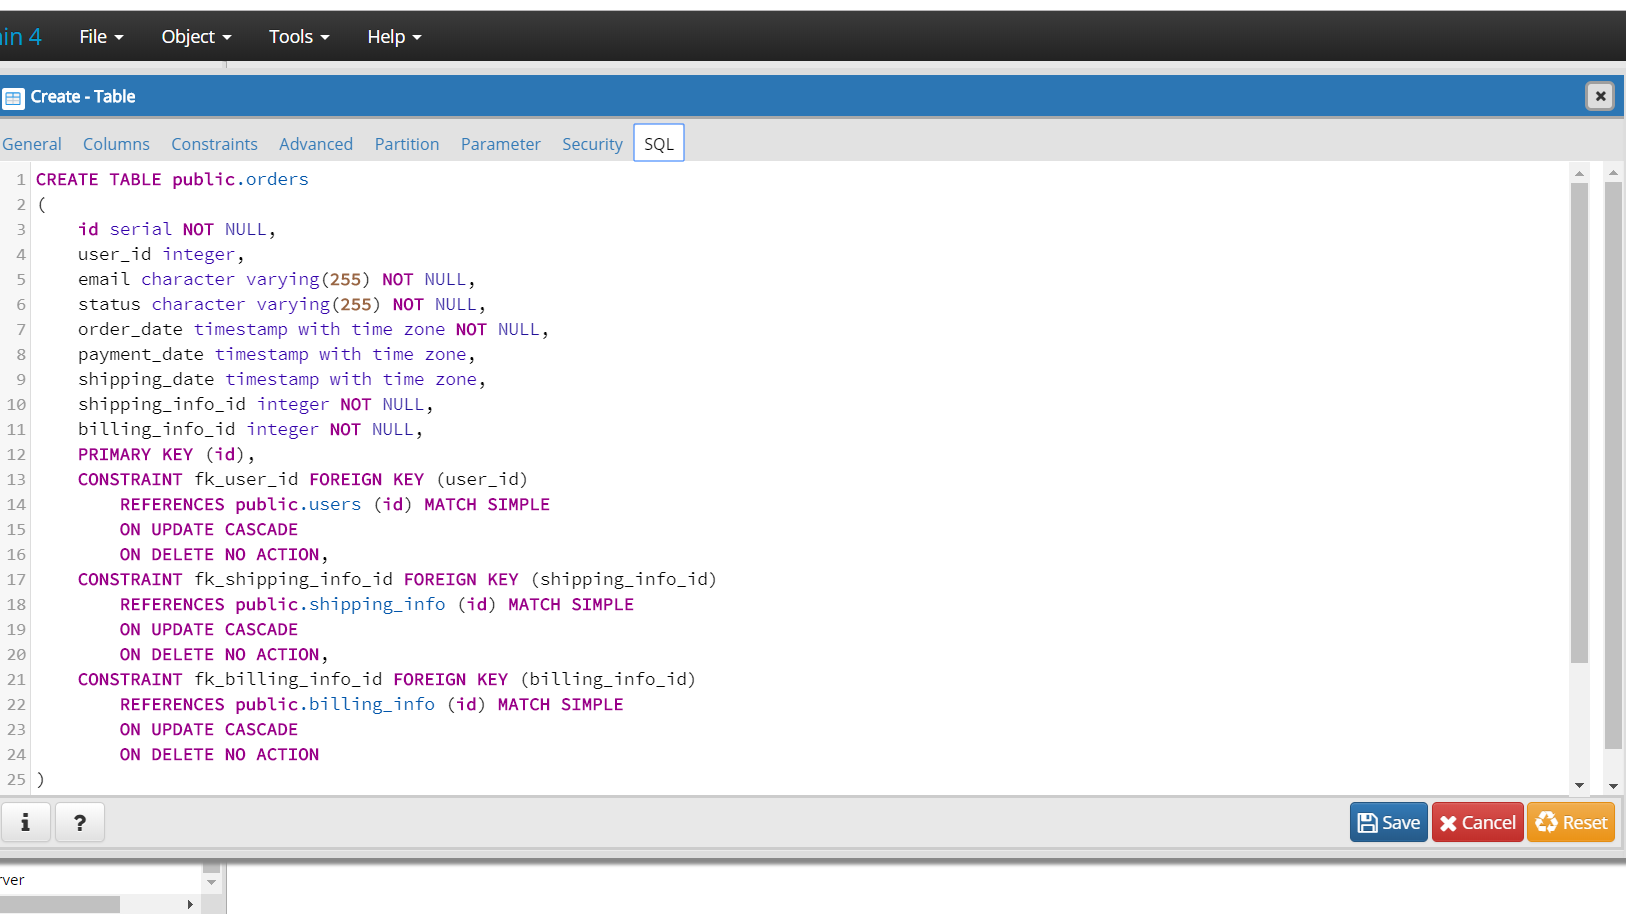 in 4 File Object Tools Help
Create - Table
General Columns Constraints Advanced Partition Parameter Security SQL
1 CREATE TABLE public.orders
2 (
3 id serial NOT NULL,
4 user_id integer,
5 email character varying(255) NOT NULL,
6 status character varying(255) NOT NULL,
7 order_date timestamp with time zone NOT NULL,
8 payment_date timestamp with time zone,
9 shipping_date timestamp with time zone,
10 shipping_info_id integer NOT NULL,
11 billing_info_id integer NOT NULL,
12 PRIMARY KEY (id),
13 CONSTRAINT fk_user_id FOREIGN KEY (user_id)
14 REFERENCES public.users (id) MATCH SIMPLE
15 ON UPDATE CASCADE
16 ON DELETE NO ACTION,
17 CONSTRAINT fk_shipping_info_id FOREIGN KEY (shipping_info_id)
18 REFERENCES public.shipping_info (id) MATCH SIMPLE
19 ON UPDATE CASCADE
20 ON DELETE NO ACTION,
21 CONSTRAINT fk_billing_info_id FOREIGN KEY (billing_info_id)
22 REFERENCES public.billing_info (id) MATCH SIMPLE
23 ON UPDATE CASCADE
24 ON DELETE NO ACTION
25 )
i ? Save Cancel Reset
rver